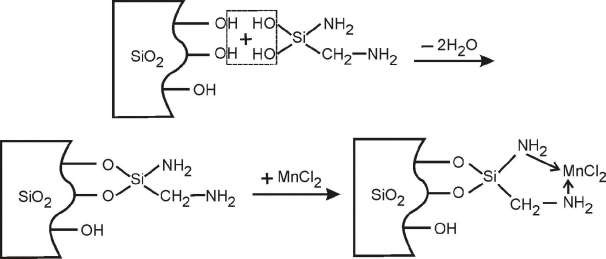 OH HO NH₂
SiO₂ OH + Si − 2H₂O
HO CH₂–NH₂
OH
O NH₂ NH₂
Si + MnCl₂ O MnCl₂
SiO₂ O CH₂–NH₂ SiO₂ O Si
CH₂–NH₂
OH OH